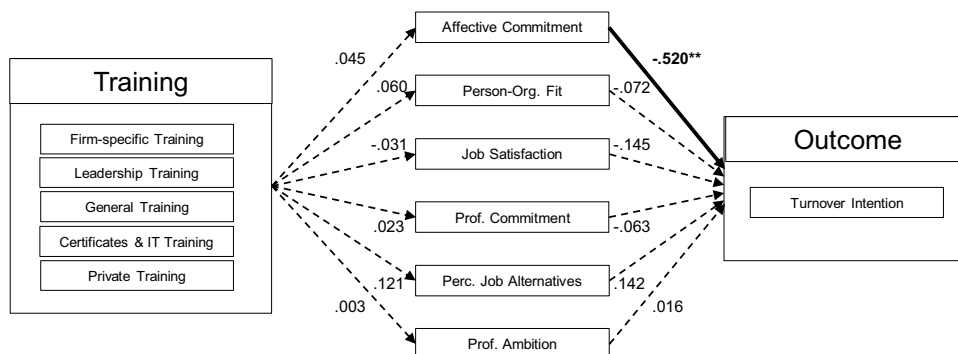 Affective Commitment
.045
-.520**
Training
.060
Person-Org. Fit
-.072
Outcome
Firm-specific Training
-.031
Job Satisfaction
-.145
Leadership Training
General Training
Turnover Intention
.023
Prof. Commitment
-.063
Certificates & IT Training
Private Training
.121
Perc. Job Alternatives
.142
.003
.016
Prof. Ambition